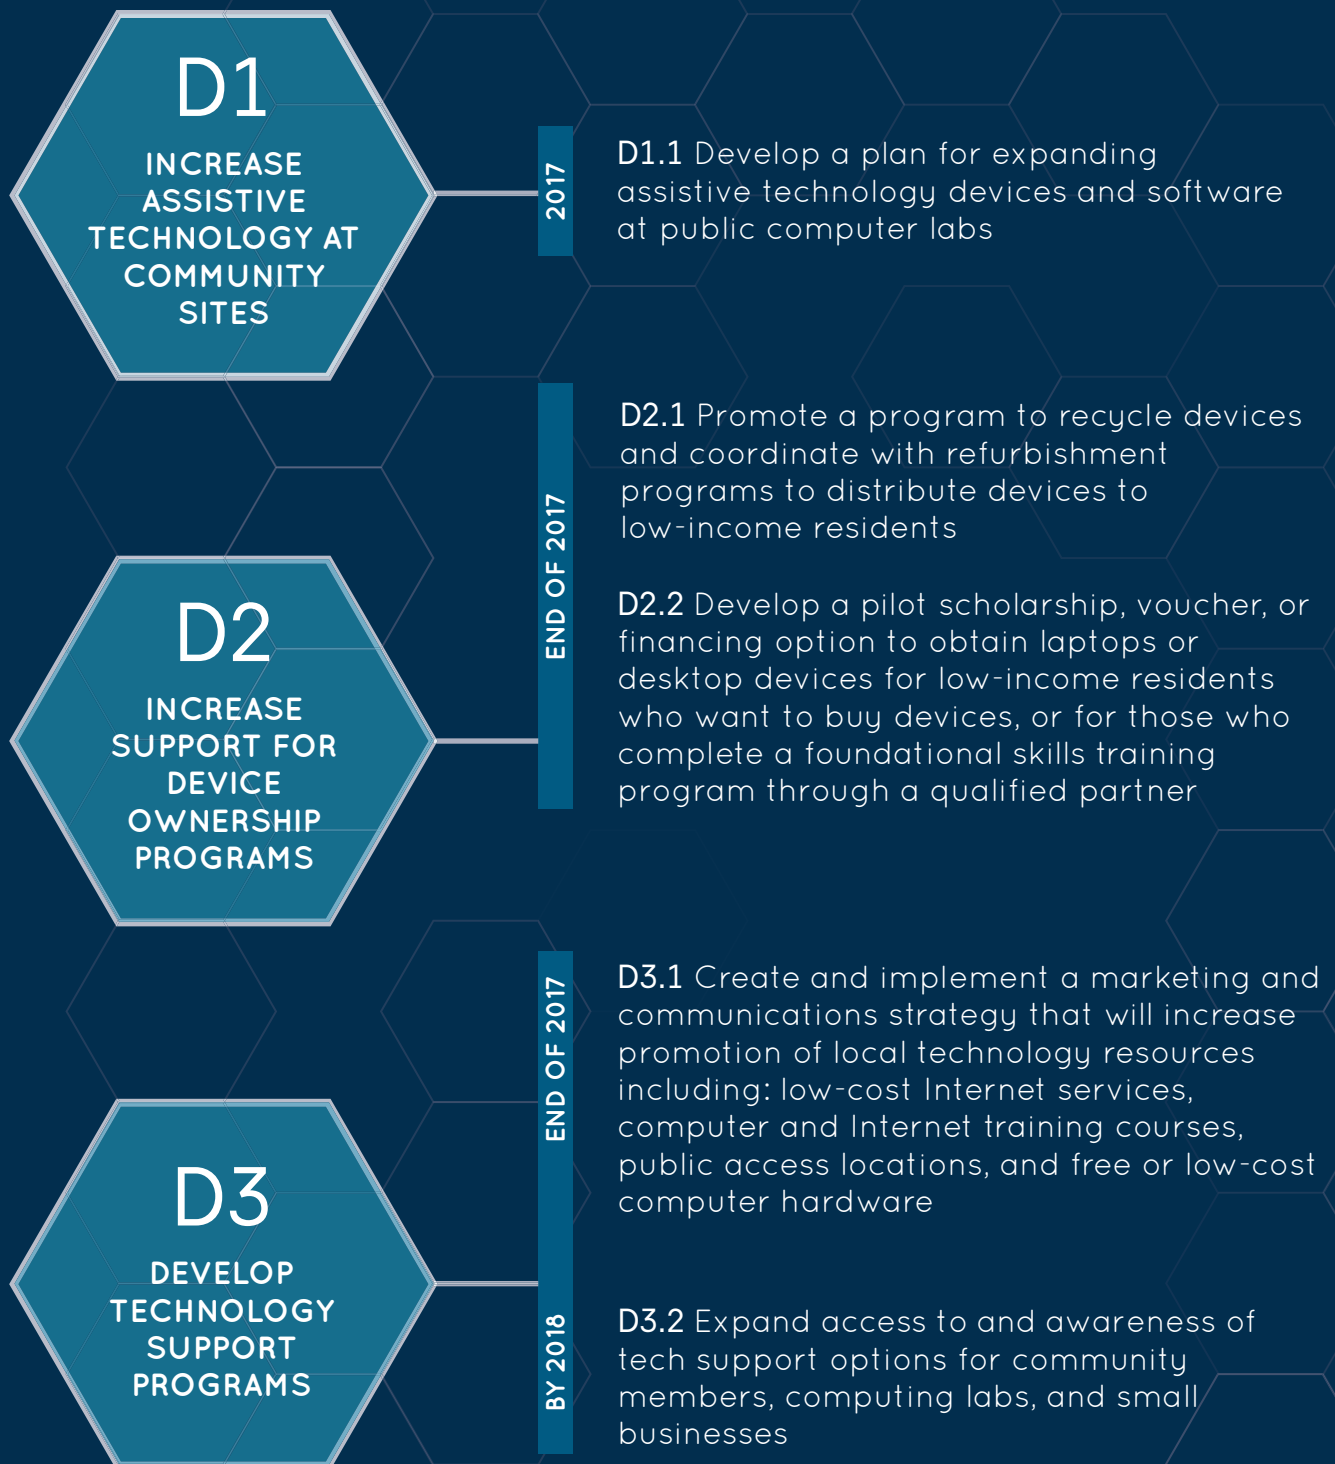 D1
INCREASE
ASSISTIVE
TECHNOLOGY AT
COMMUNITY
SITES
2017
D1.1 Develop a plan for expanding
assistive technology devices and software
at public computer labs
D2
INCREASE
SUPPORT FOR
DEVICE
OWNERSHIP
PROGRAMS
END OF 2017
D2.1 Promote a program to recycle devices
and coordinate with refurbishment
programs to distribute devices to
low-income residents
D2.2 Develop a pilot scholarship, voucher, or
financing option to obtain laptops or
desktop devices for low-income residents
who want to buy devices, or for those who
complete a foundational skills training
program through a qualified partner
D3
DEVELOP
TECHNOLOGY
SUPPORT
PROGRAMS
END OF 2017
D3.1 Create and implement a marketing and
communications strategy that will increase
promotion of local technology resources
including: low-cost Internet services,
computer and Internet training courses,
public access locations, and free or low-cost
computer hardware
BY 2018
D3.2 Expand access to and awareness of
tech support options for community
members, computing labs, and small
businesses